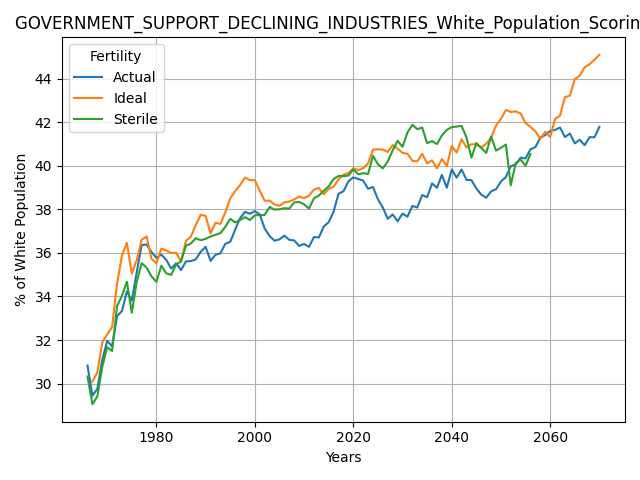 GOVERNMENT_SUPPORT_DECLINING_INDUSTRIES_White_Population_Scorin
Fertility
Actual
Ideal
Sterile
% of White Population
44
42
40
38
36
34
32
30
1980
2000
2020
2040
2060
Years